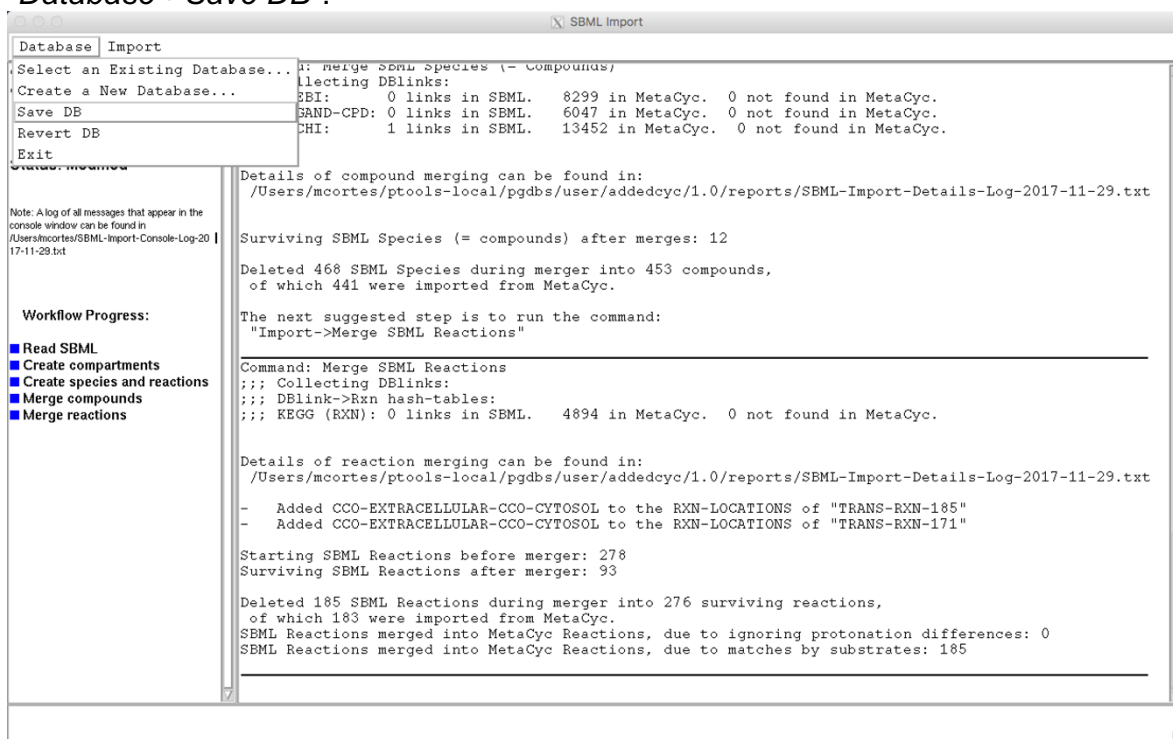 "Database > Save DB".
SBML Import
Database Import
Select an Existing Database...
Create a New Database...
Save DB
Revert DB
Exit
Status: Modified
Note: A log of all messages that appear in the
console window can be found in
/Users/mcortes/SBML-Import-Console-Log-20
17-11-29.txt
Workflow Progress:
Read SBML
Create compartments
Create species and reactions
Merge compounds
Merge reactions
Merge SBML Species (= Compounds)
llecting DBlinks:
EBI: 0 links in SBML. 8299 in MetaCyc. 0 not found in MetaCyc.
GAND-CPD: 0 links in SBML. 6047 in MetaCyc. 0 not found in MetaCyc.
CHI: 1 links in SBML. 13452 in MetaCyc. 0 not found in MetaCyc.
Details of compound merging can be found in:
/Users/mcortes/ptools-local/pgdbs/user/addedcyc/1.0/reports/SBML-Import-Details-Log-2017-11-29.txt
Surviving SBML Species (= compounds) after merges: 12
Deleted 468 SBML Species during merger into 453 compounds,
of which 441 were imported from MetaCyc.
The next suggested step is to run the command:
"Import->Merge SBML Reactions"
Command: Merge SBML Reactions
;;; Collecting DBlinks:
;;; DBlink->Rxn hash-tables:
;;; KEGG (RXN): 0 links in SBML. 4894 in MetaCyc. 0 not found in MetaCyc.
Details of reaction merging can be found in:
/Users/mcortes/ptools-local/pgdbs/user/addedcyc/1.0/reports/SBML-Import-Details-Log-2017-11-29.txt
- Added CCO-EXTRACELLULAR-CCO-CYTOSOL to the RXN-LOCATIONS of "TRANS-RXN-185"
- Added CCO-EXTRACELLULAR-CCO-CYTOSOL to the RXN-LOCATIONS of "TRANS-RXN-171"
Starting SBML Reactions before merger: 278
Surviving SBML Reactions after merger: 93
Deleted 185 SBML Reactions during merger into 276 surviving reactions,
of which 183 were imported from MetaCyc.
SBML Reactions merged into MetaCyc Reactions, due to ignoring protonation differences: 0
SBML Reactions merged into MetaCyc Reactions, due to matches by substrates: 185